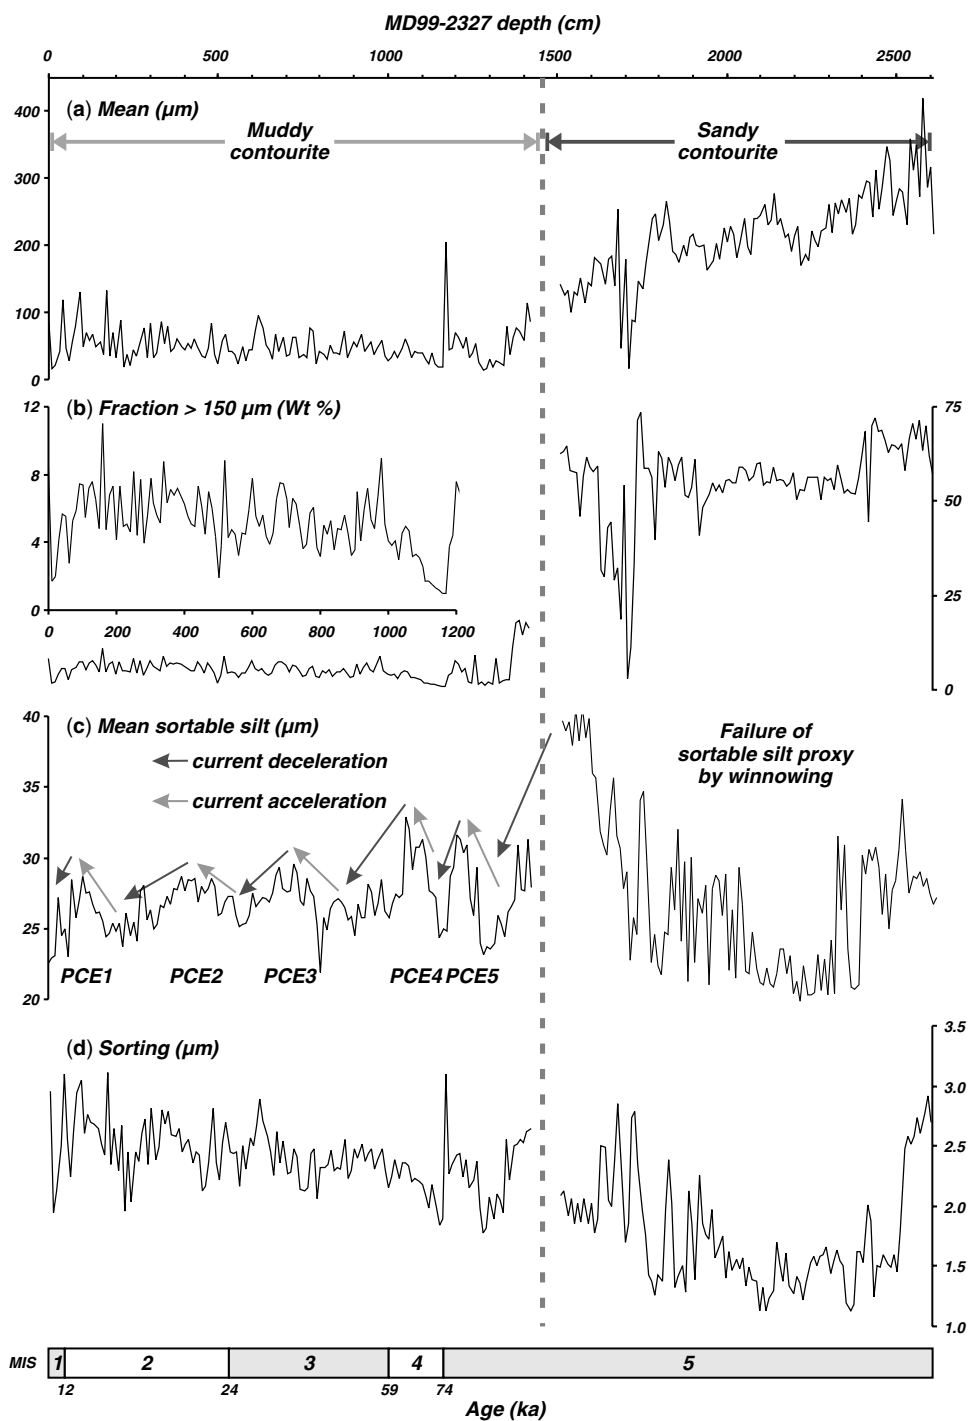 MD99-2327 depth (cm)
0 500 1000 1500 2000 2500
(a) Mean (µm)
400
300
200
100
0
Muddy
contourite
Sandy
contourite
(b) Fraction > 150 µm (Wt %)
12
8
4
0
0 200 400 600 800 1000 1200
75
50
25
0
(c) Mean sortable silt (µm)
40
35
30
25
20
current deceleration
current acceleration
Failure of
sortable silt proxy
by winnowing
PCE1 PCE2 PCE3 PCE4 PCE5
(d) Sorting (µm)
3.5
3.0
2.5
2.0
1.5
1.0
MIS 1 2 3 4 5
12 24 59 74
Age (ka)